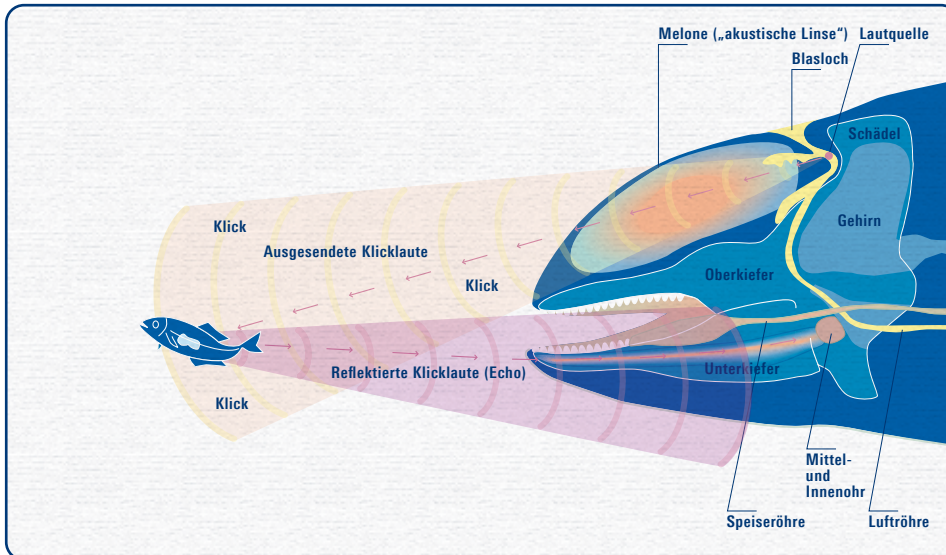 Melone („akustische Linse“)
Lautquelle
Blasloch
Schädel
Klick
Gehirn
Ausgesendete Klicklaute
Oberkiefer
Klick
Reflektierte Klicklaute (Echo)
Unterkiefer
Klick
Mittel-
und
Innenohr
Speiseröhre
Luftröhre